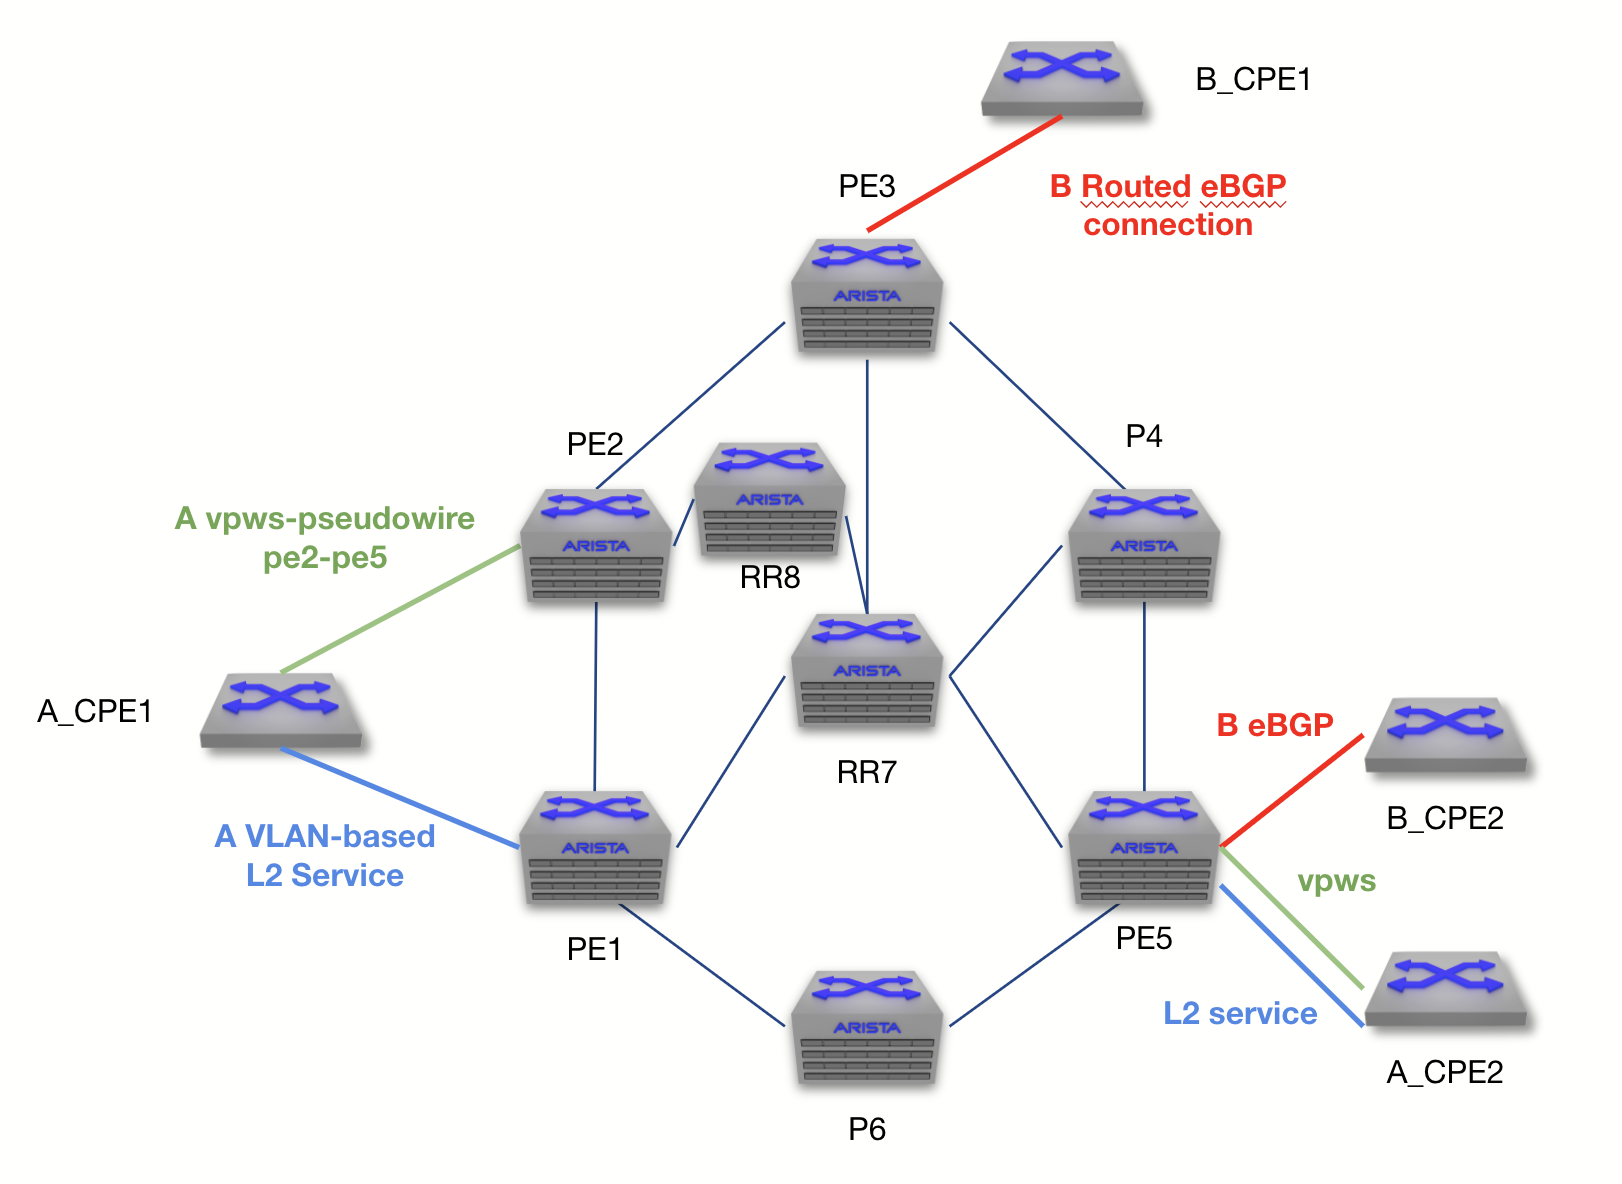 B_CPE1
PE3
B Routed eBGP
connection
ARISTA
PE2
P4
ARISTA
A vpws-pseudowire
pe2-pe5
ARISTA
ARISTA
RR8
ARISTA
A_CPE1
RR7
B eBGP
A VLAN-based
L2 Service
ARISTA
ARISTA
B_CPE2
vpws
PE1
PE5
L2 service
ARISTA
A_CPE2
P6